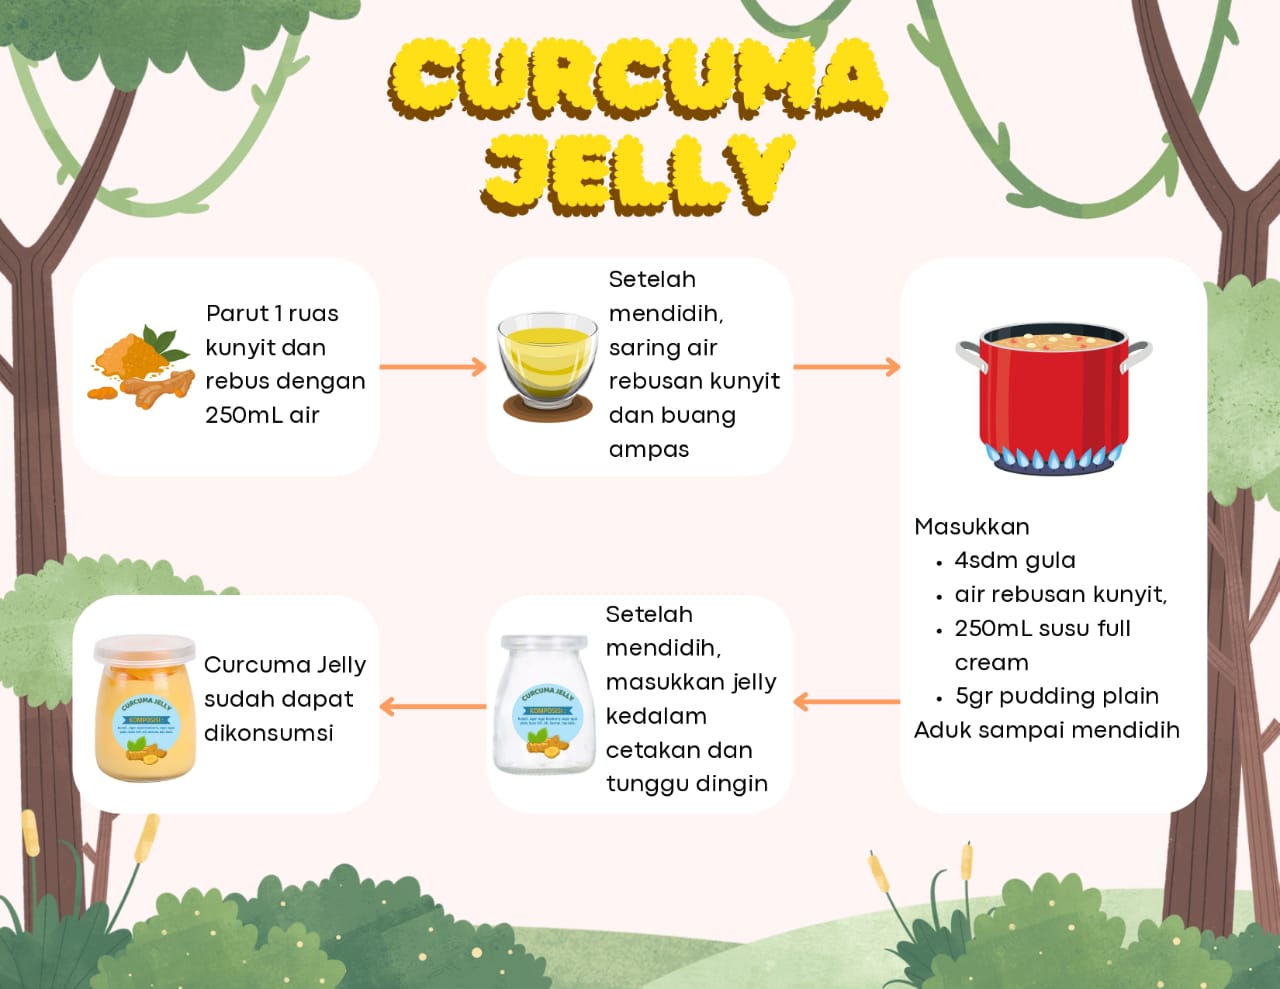 CURCUMA
JELLY
Parut 1 ruas
kunyit dan
rebus dengan
250mL air
Setelah
mendidih,
saring air
rebusan kunyit
dan buang
ampas
Masukkan
• 4sdm gula
• air rebusan kunyit,
• 250mL susu full
cream
• 5gr pudding plain
Aduk sampai mendidih
Setelah
mendidih,
masukkan jelly
kedalam
cetakan dan
tunggu dingin
CURCUMA JELLY
KOMPOSISI :
Curcuma Jelly
sudah dapat
dikonsumsi
CURCUMA JELLY
KOMPOSISI :